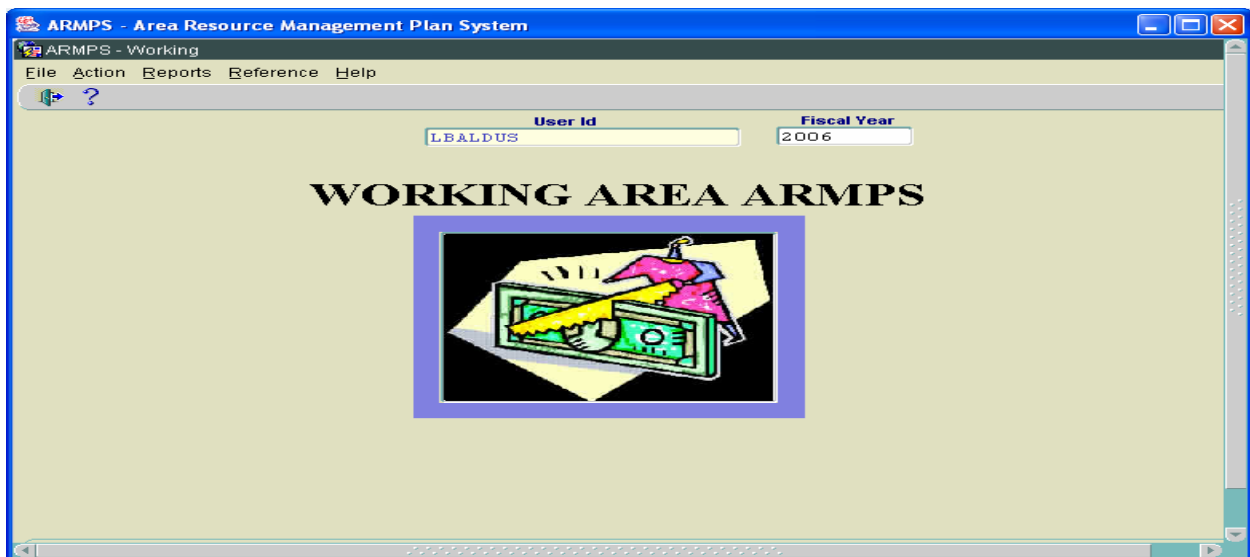 ARMPS - Area Resource Management Plan System
ARMPS - Working
File Action Reports Reference Help
?
User Id Fiscal Year
LBALDUS 2006
WORKING AREA ARMPS